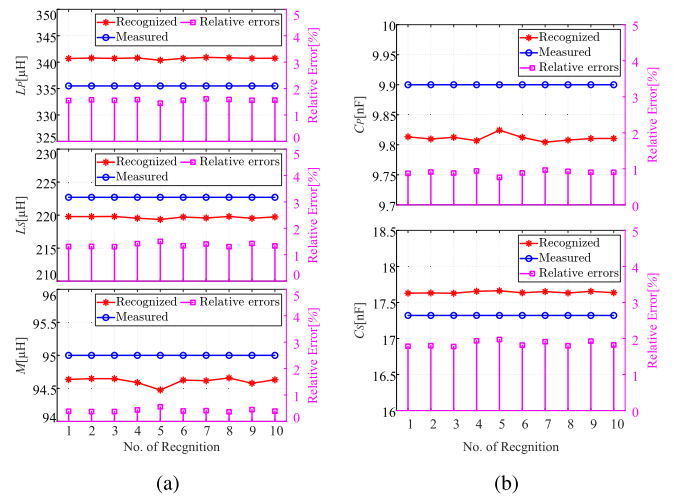 350
345
340
335
330
325
LP[µH]
Recognized
Relative errors[%]
Measured
5
4
3
2
1
0
Relative Error[%]
230
225
220
215
210
LS[µH]
Recognized
Relative errors
Measured
5
4
3
2
1
0
Relative Error[%]
96
95.5
95
94.5
94
M[µH]
Recognized
Relative errors
Measured
5
4
3
2
1
0
Relative Error[%]
1 2 3 4 5 6 7 8 9 10
No. of Recgnition
(a)
10
9.95
9.9
9.85
9.8
9.75
9.7
CP[nF]
Recognized
Measured
Relative errors
5
4
3
2
1
0
Relative Error[%]
18.5
18
17.5
17
16.5
16
CS[nF]
Recognized
Measured
Relative errors
5
4
3
2
1
0
Relative Error[%]
1 2 3 4 5 6 7 8 9 10
No. of Recgnition
(b)